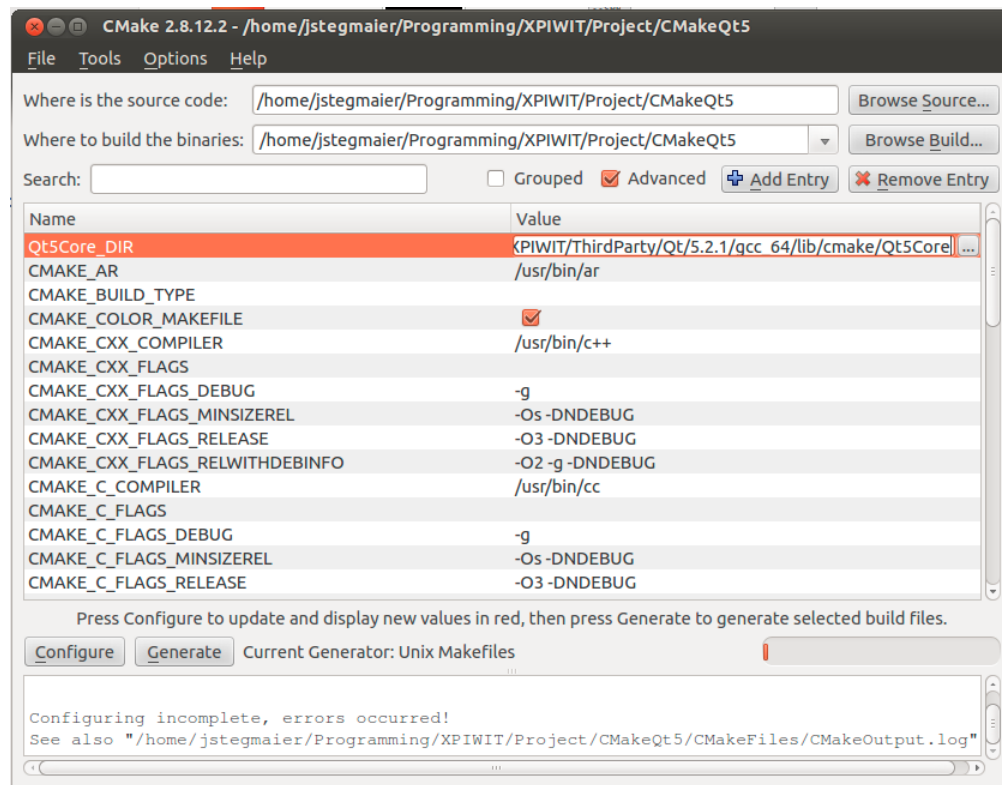 CMake 2.8.12.2 - /home/jstegmaier/Programming/XPIWIT/Project/CMakeQt5
File Tools Options Help
Where is the source code: /home/jstegmaier/Programming/XPIWIT/Project/CMakeQt5 Browse Source...
Where to build the binaries: /home/jstegmaier/Programming/XPIWIT/Project/CMakeQt5 Browse Build...
Search: Grouped Advanced Add Entry Remove Entry
Name Value
Qt5Core_DIR XPIWIT/ThirdParty/Qt/5.2.1/gcc_64/lib/cmake/Qt5Core ...
CMAKE_AR /usr/bin/ar
CMAKE_BUILD_TYPE
CMAKE_COLOR_MAKEFILE
CMAKE_CXX_COMPILER /usr/bin/c++
CMAKE_CXX_FLAGS
CMAKE_CXX_FLAGS_DEBUG -g
CMAKE_CXX_FLAGS_MINSIZEREL -Os -DNDEBUG
CMAKE_CXX_FLAGS_RELEASE -O3 -DNDEBUG
CMAKE_CXX_FLAGS_RELWITHDEBINFO -O2 -g -DNDEBUG
CMAKE_C_COMPILER /usr/bin/cc
CMAKE_C_FLAGS
CMAKE_C_FLAGS_DEBUG -g
CMAKE_C_FLAGS_MINSIZEREL -Os -DNDEBUG
CMAKE_C_FLAGS_RELEASE -O3 -DNDEBUG
Press Configure to update and display new values in red, then press Generate to generate selected build files.
Configure Generate Current Generator: Unix Makefiles
Configuring incomplete, errors occurred!
See also "/home/jstegmaier/Programming/XPIWIT/Project/CMakeQt5/CMakeFiles/CMakeOutput.log"